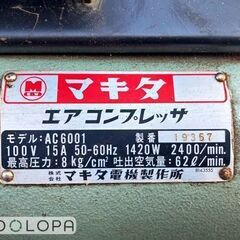 マキタ
エアコンプレッサ
モデル:AC6001 製番 19357
100V 15A 50-60Hz 1420W 2400/min.
最高圧力:8kg/cm² 吐出空気量:62ℓ/min.
株式会社 マキタ電機製作所
OOLOPA